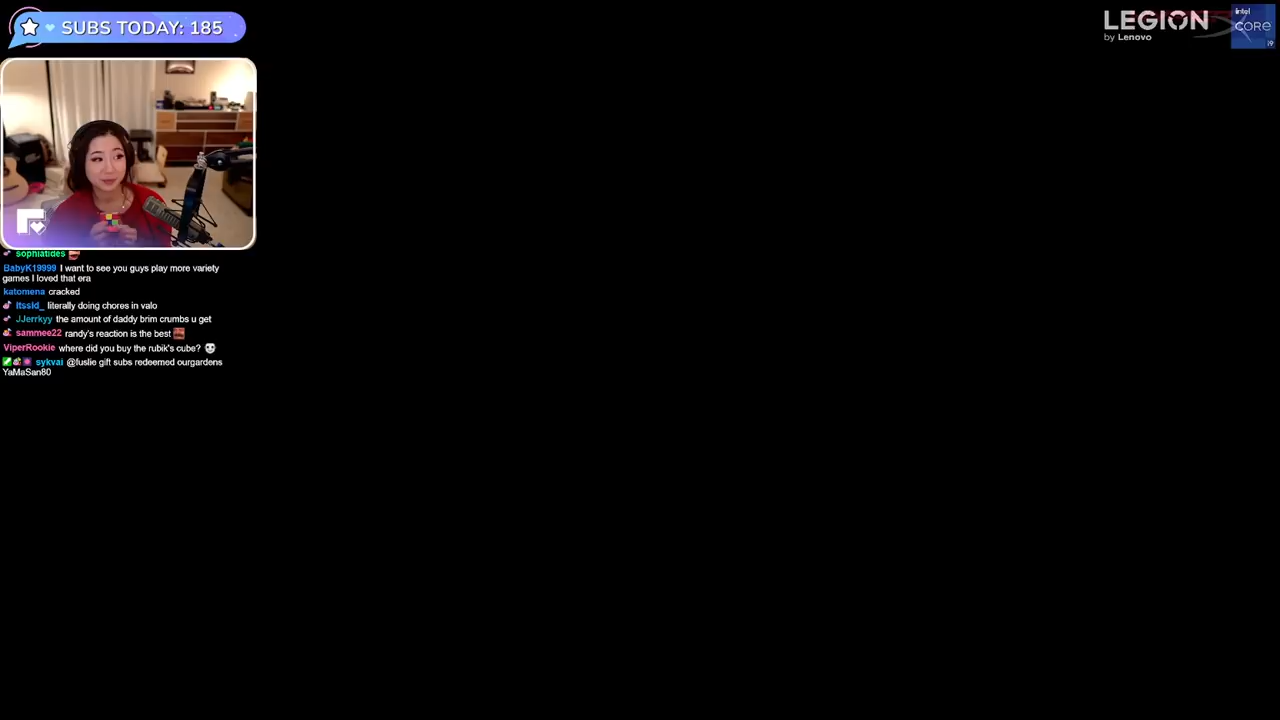 SUBS TODAY: 185
LEGION
by Lenovo
intel
CORE
i9
sophiatides
BabyK19999 I want to see you guys play more variety
games I loved that era
katomena cracked
Itssld_ literally doing chores in valo
JJerrkyy the amount of daddy brim crumbs u get
sammee22 randy's reaction is the best
ViperRookie where did you buy the rubik's cube?
sykvai @fuslie gift subs redeemed ourgardens
YaMaSan80